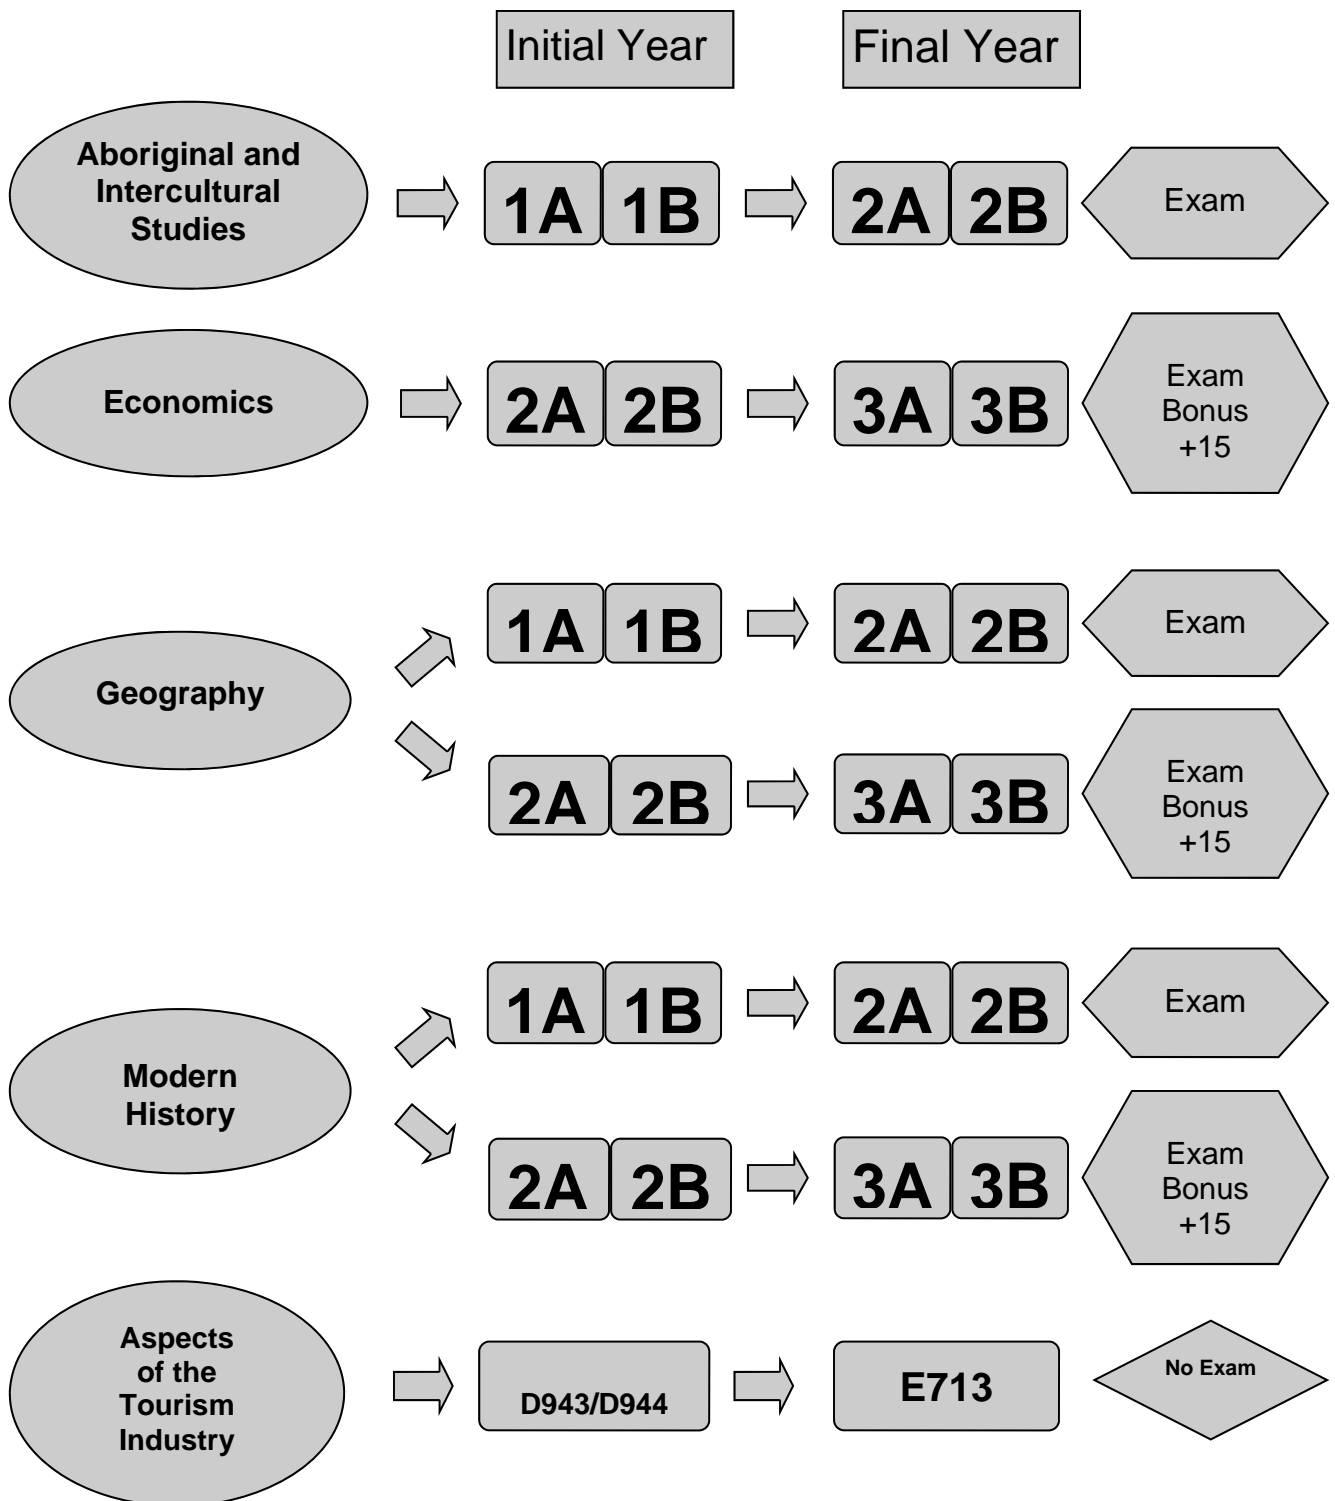 Initial Year
Final Year
Aboriginal and
Intercultural
Studies
1A 1B
2A 2B
Exam
Economics
2A 2B
3A 3B
Exam
Bonus
+15
Geography
1A 1B
2A 2B
Exam
2A 2B
3A 3B
Exam
Bonus
+15
Modern
History
1A 1B
2A 2B
Exam
2A 2B
3A 3B
Exam
Bonus
+15
Aspects
of the
Tourism
Industry
D943/D944
E713
No Exam